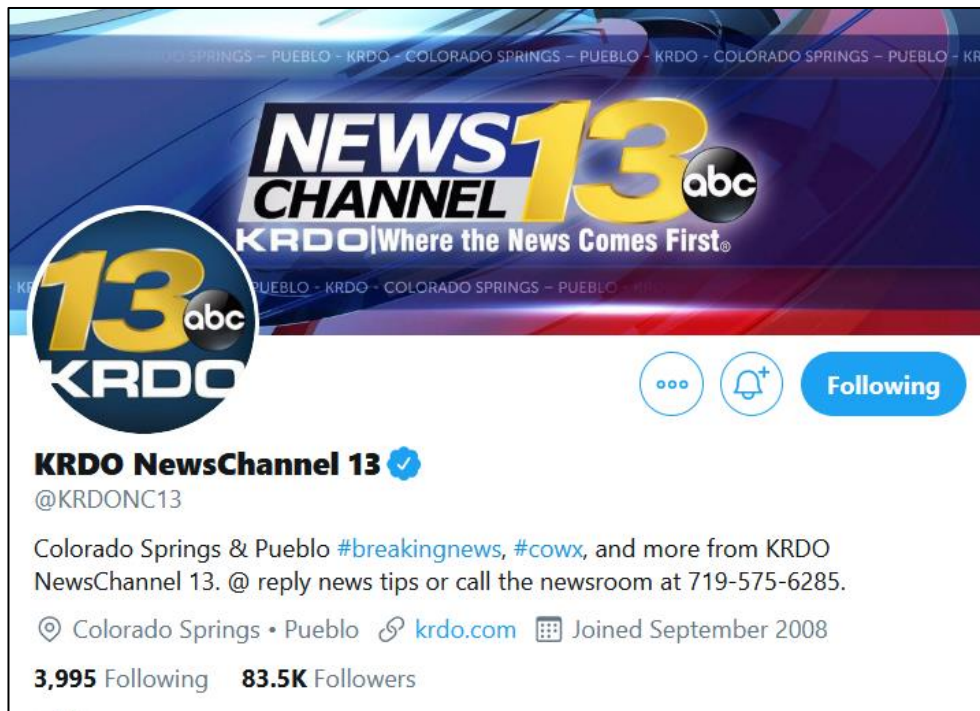 SPRINGS – PUEBLO - KRDO - COLORADO SPRINGS – PUEBLO - KRDO - COLORADO SPRINGS – PUEBLO - KR
NEWS 13
CHANNEL
abc
KRDO|Where the News Comes First®
PUEBLO - KRDO - COLORADO SPRINGS – PUEBLO
13
abc
KRDO
Following
KRDO NewsChannel 13
@KRDONC13
Colorado Springs & Pueblo #breakingnews, #cowx, and more from KRDO
NewsChannel 13. @ reply news tips or call the newsroom at 719-575-6285.
Colorado Springs • Pueblo krdo.com Joined September 2008
3,995 Following 83.5K Followers